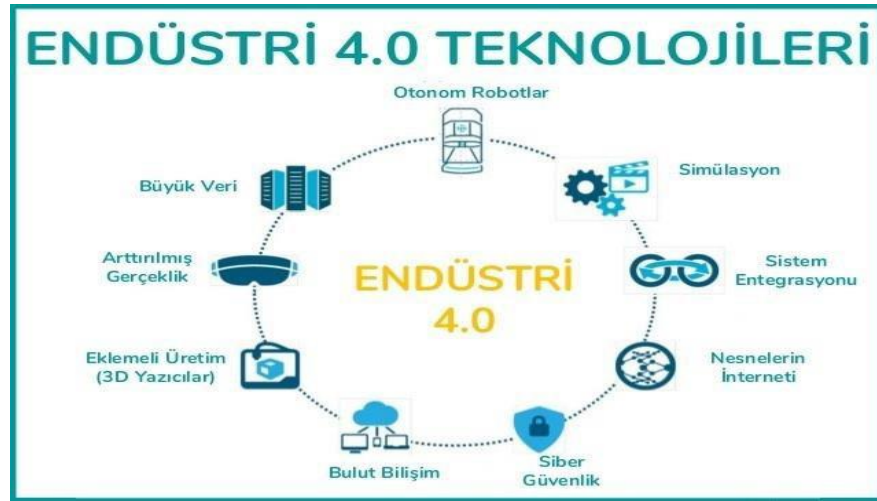 ENDÜSTRİ 4.0 TEKNOLOJİLERİ
Otonom Robotlar
Simülasyon
Sistem
Entegrasyonu
Nesnelerin
İnterneti
Siber
Güvenlik
Bulut Bilişim
Eklemeli Üretim
(3D Yazıcılar)
Arttırılmış
Gerçeklik
Büyük Veri
ENDÜSTRİ
4.0